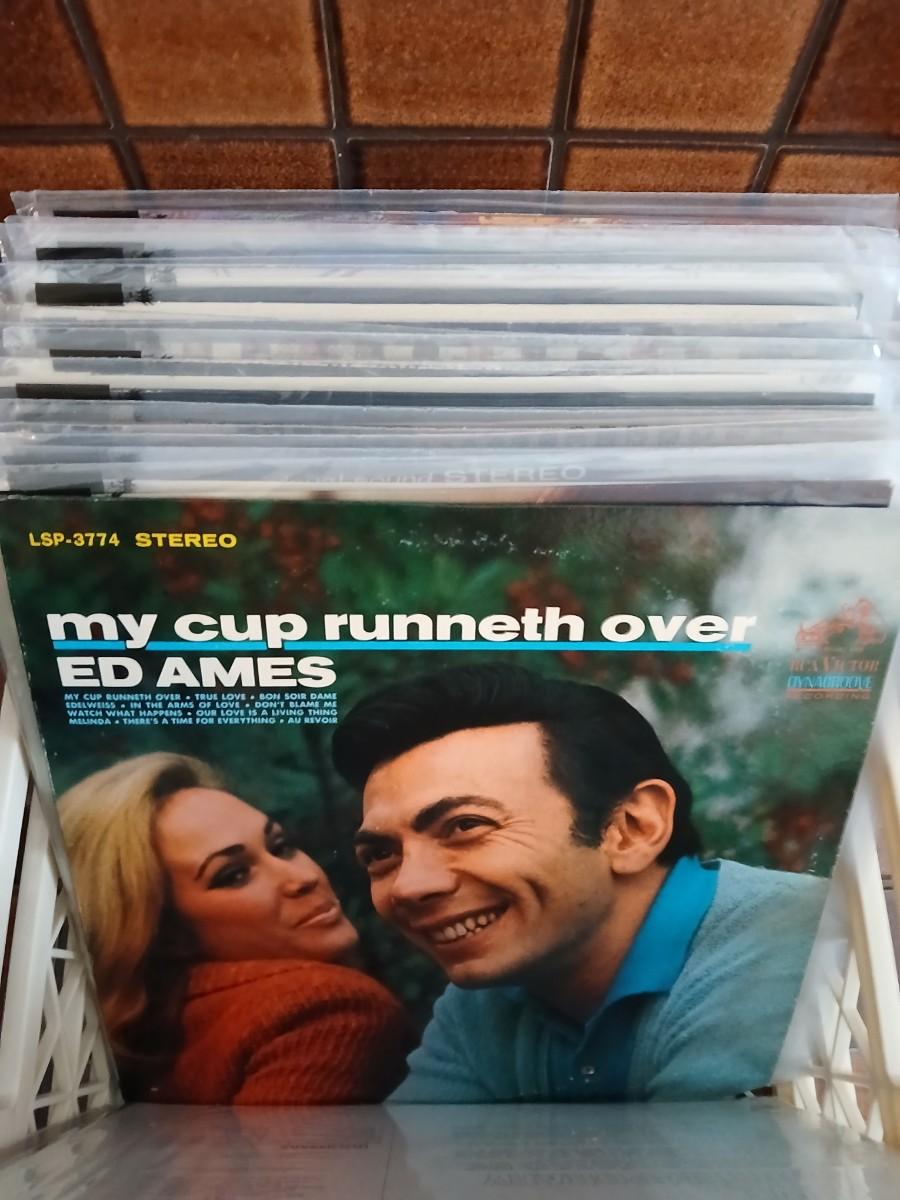 sound STEREO
LSP-3774 STEREO
my cup runneth over
ED AMES
MY CUP RUNNETH OVER • TRUE LOVE • BON SOIR DAME
EDELWEISS • IN THE ARMS OF LOVE • DON'T BLAME ME
WATCH WHAT HAPPENS • OUR LOVE IS A LIVING THING
MELINDA • THERE'S A TIME FOR EVERYTHING • AU REVOIR
RCA VICTOR
DYNAGROOVE
RECORDING